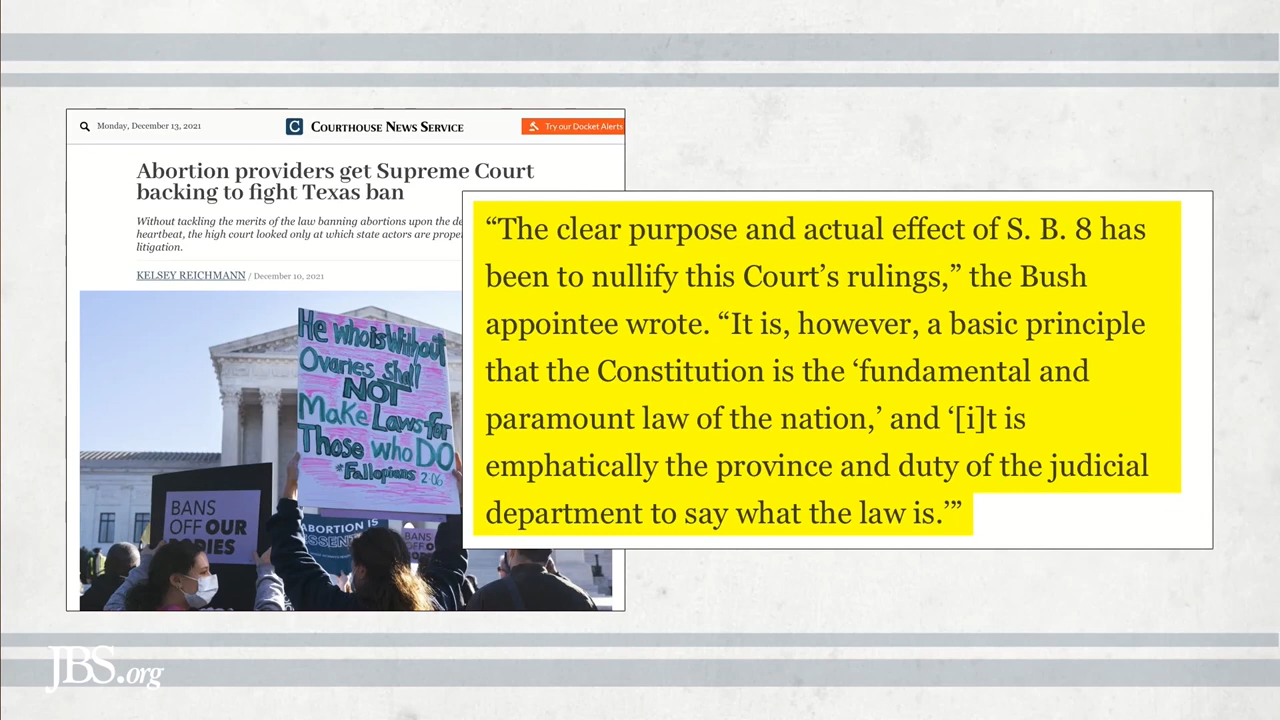 Monday, December 13, 2021
C COURTHOUSE NEWS SERVICE
Try our Docket Alerts
Abortion providers get Supreme Court
backing to fight Texas ban
Without tackling the merits of the law banning abortions upon the de
heartbeat, the high court looked only at which state actors are proper
litigation.
KELSEY REICHMANN / December 10, 2021
He who is Without
Ovaries Shall
NOT
Make Laws for
Those who DO
*Fallopians 2:06
BANS
OFF OUR
ABORTION IS
BANS
“The clear purpose and actual effect of S. B. 8 has
been to nullify this Court’s rulings,” the Bush
appointee wrote. “It is, however, a basic principle
that the Constitution is the ‘fundamental and
paramount law of the nation,’ and ‘[i]t is
emphatically the province and duty of the judicial
department to say what the law is.’”
JBS.org